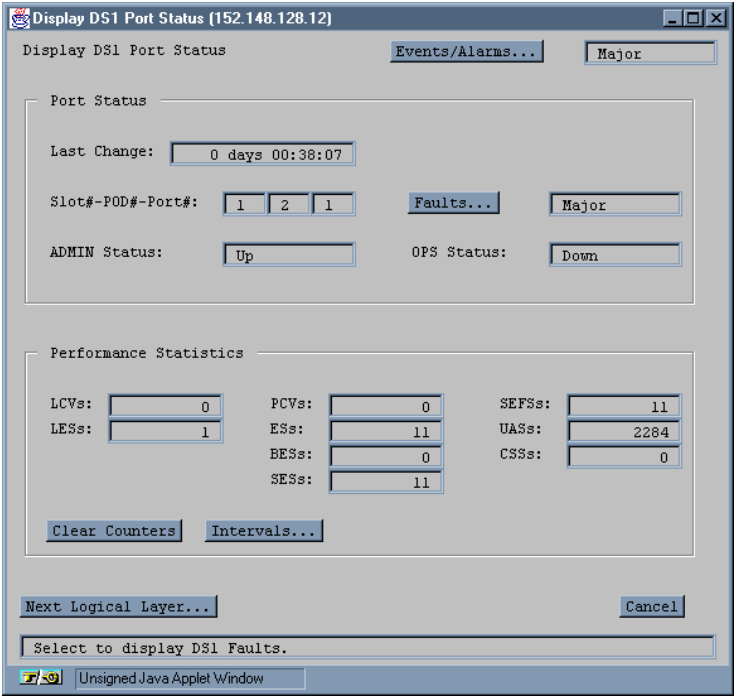 Display DS1 Port Status (152.148.128.12)
Display DS1 Port Status Events/Alarms... Major
Port Status
Last Change: 0 days 00:38:07
Slot#-POD#-Port#: 1 2 1 Faults... Major
ADMIN Status: Up OPS Status: Down
Performance Statistics
LCVs: 0 PCVs: 0 SEFSs: 11
LESs: 1 ESs: 11 UASs: 2284
BESs: 0 CSSs: 0
SESs: 11
Clear Counters Intervals...
Next Logical Layer... Cancel
Select to display DS1 Faults.
Unsigned Java Applet Window